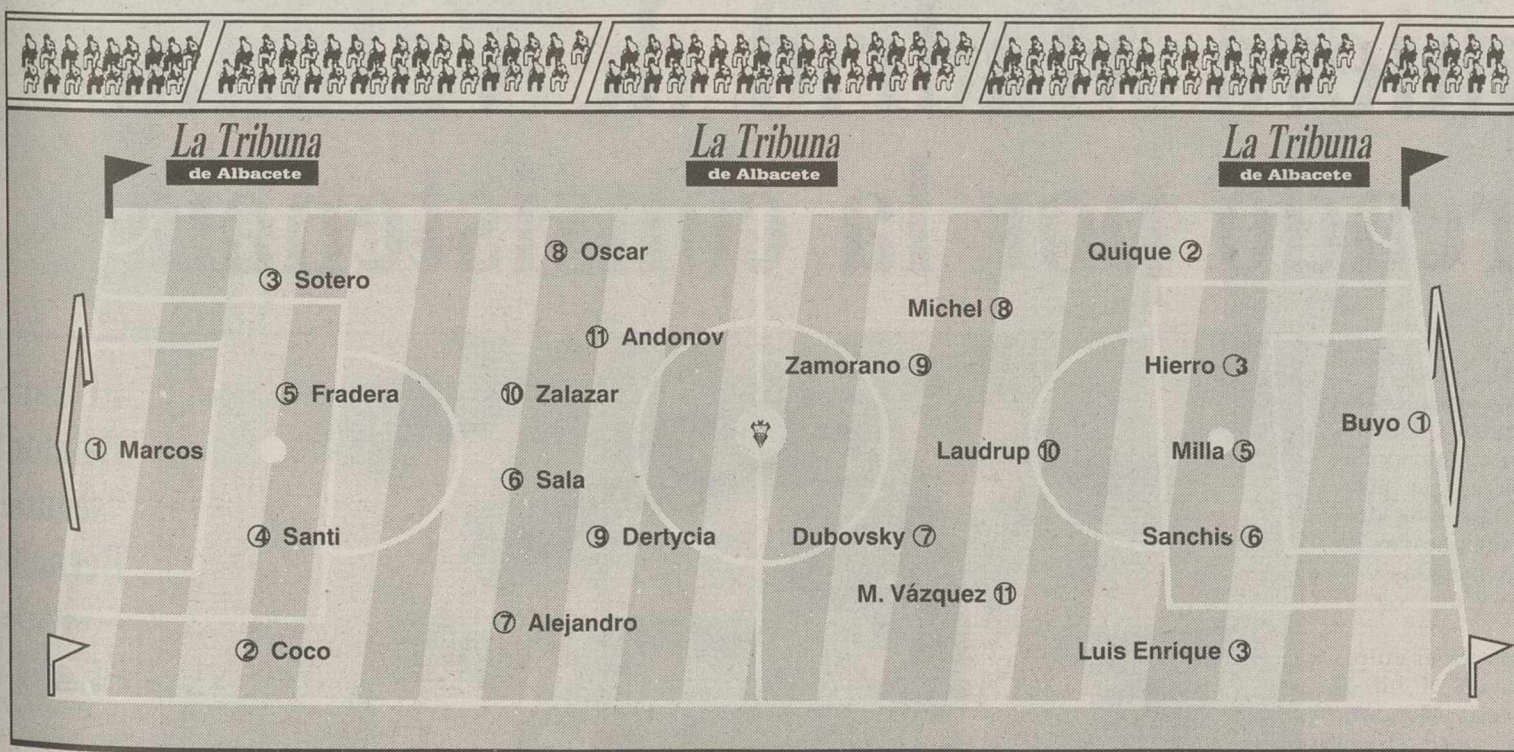 La Tribuna
de Albacete
La Tribuna
de Albacete
La Tribuna
de Albacete
8 Oscar
Quique 2
3 Sotero
Michel 8
11 Andonov
Zamorano 9
Hierro 3
5 Fradera
10 Zalazar
Buyo 1
1 Marcos
Laudrup 10
Milla 5
6 Sala
4 Santi
9 Dertycia
Dubovsky 7
Sanchis 6
M. Vázquez 11
7 Alejandro
2 Coco
Luis Enrique 3